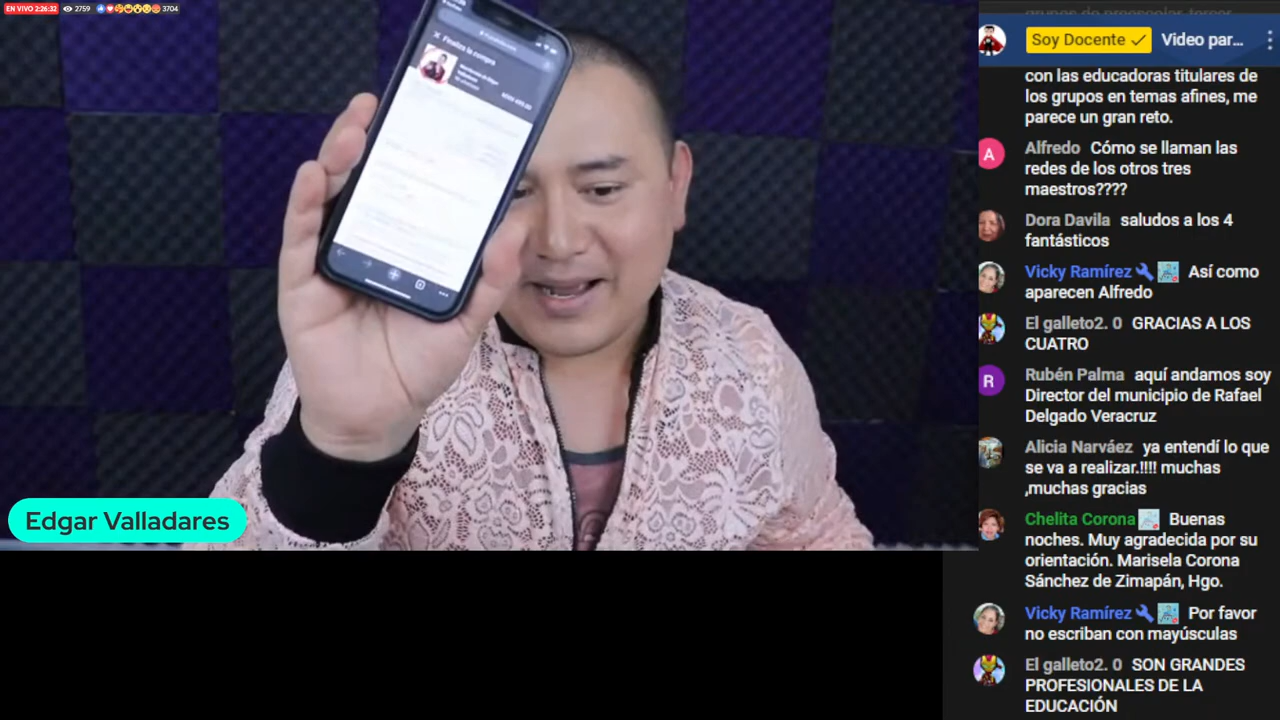 EN VIVO 2:26:32 2759 3704
Finaliza la compra
Edgar Valladares
Soy Docente Video par...
con las educadoras titulares de
los grupos en temas afines, me
parece un gran reto.
A Alfredo Cómo se llaman las
redes de los otros tres
maestros????
Dora Davila saludos a los 4
fantásticos
Vicky Ramírez Así como
aparecen Alfredo
El galleto2. 0 GRACIAS A LOS
CUATRO
R Rubén Palma aquí andamos soy
Director del municipio de Rafael
Delgado Veracruz
Alicia Narváez ya entendí lo que
se va a realizar.!!!! muchas
,muchas gracias
Chelita Corona Buenas
noches. Muy agradecida por su
orientación. Marisela Corona
Sánchez de Zimapán, Hgo.
Vicky Ramírez Por favor
no escriban con mayúsculas
El galleto2. 0 SON GRANDES
PROFESIONALES DE LA
EDUCACIÓN